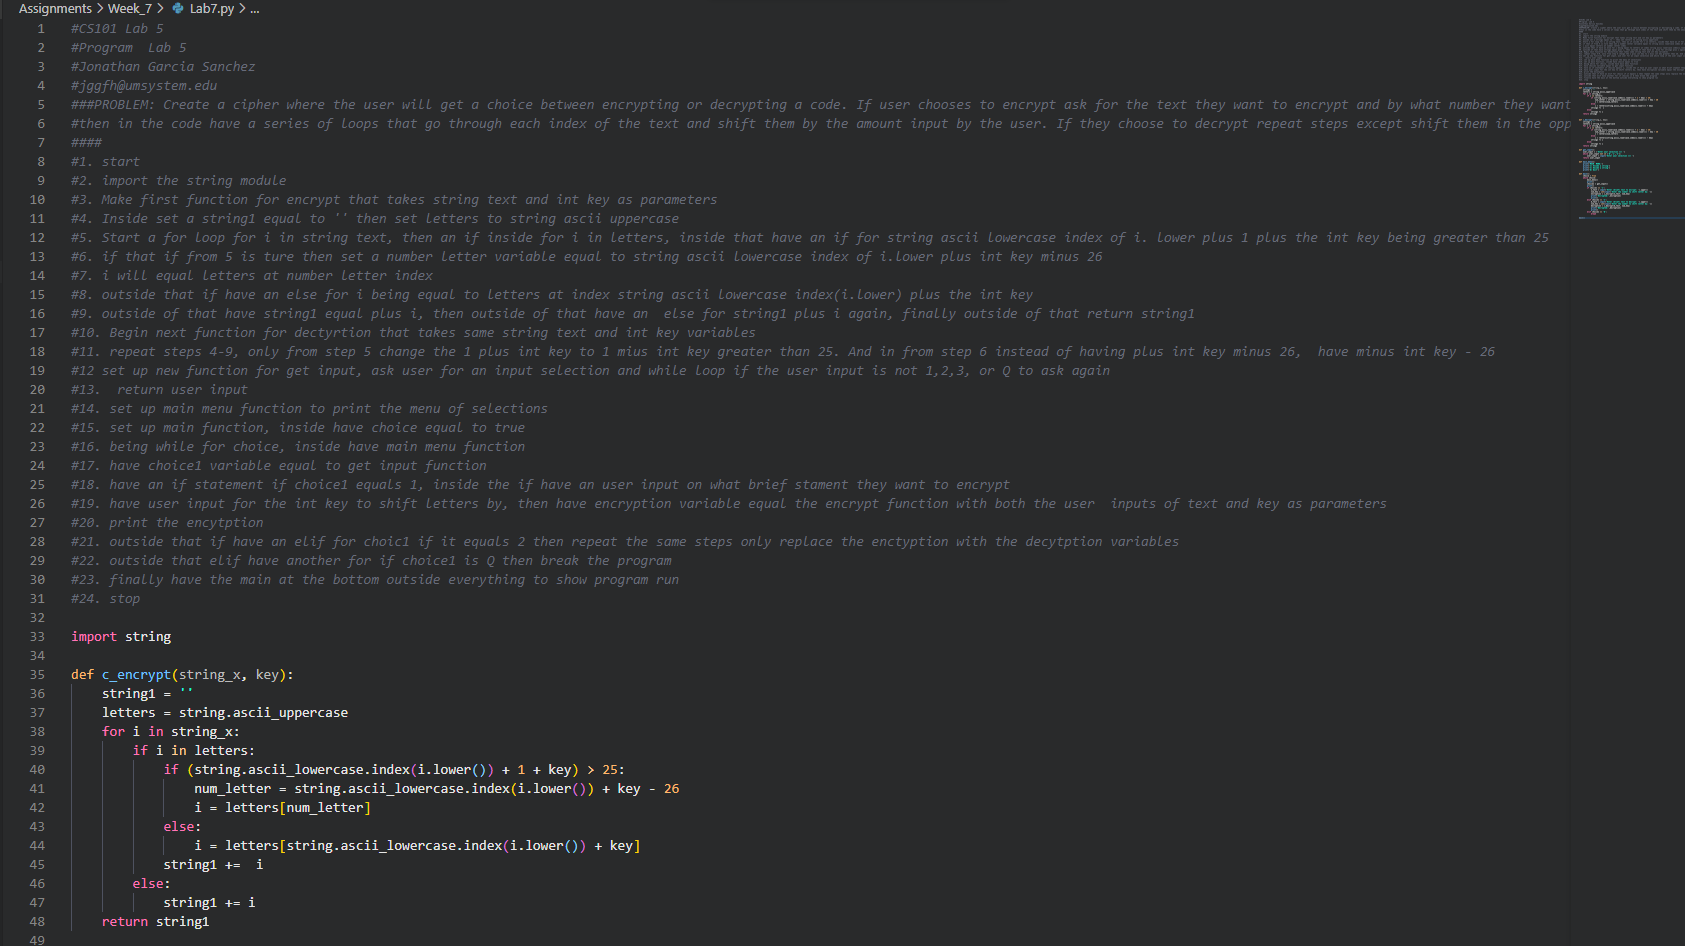 Assignments > Week_7 > Lab7.py > ...
1 #CS101 Lab 5
2 #Program  Lab 5
3 #Jonathan Garcia Sanchez
4 #jggfh@umsystem.edu
5 ###PROBLEM: Create a cipher where the user will get a choice between encrypting or decrypting a code. If user chooses to encrypt ask for the text they want to encrypt and by what number they want
6 #then in the code have a series of loops that go through each index of the text and shift them by the amount input by the user. If they choose to decrypt repeat steps except shift them in the opp
7 ####
8 #1. start
9 #2. import the string module
10 #3. Make first function for encrypt that takes string text and int key as parameters
11 #4. Inside set a string1 equal to '' then set letters to string ascii uppercase
12 #5. Start a for loop for i in string text, then an if inside for i in letters, inside that have an if for string ascii lowercase index of i. lower plus 1 plus the int key being greater than 25
13 #6. if that if from 5 is ture then set a number letter variable equal to string ascii lowercase index of i.lower plus int key minus 26
14 #7. i will equal letters at number letter index
15 #8. outside that if have an else for i being equal to letters at index string ascii lowercase index(i.lower) plus the int key
16 #9. outside of that have string1 equal plus i, then outside of that have an  else for string1 plus i again, finally outside of that return string1
17 #10. Begin next function for dectyrtion that takes same string text and int key variables
18 #11. repeat steps 4-9, only from step 5 change the 1 plus int key to 1 mius int key greater than 25. And in from step 6 instead of having plus int key minus 26,  have minus int key - 26
19 #12 set up new function for get input, ask user for an input selection and while loop if the user input is not 1,2,3, or Q to ask again
20 #13.  return user input
21 #14. set up main menu function to print the menu of selections
22 #15. set up main function, inside have choice equal to true
23 #16. being while for choice, inside have main menu function
24 #17. have choice1 variable equal to get input function
25 #18. have an if statement if choice1 equals 1, inside the if have an user input on what brief stament they want to encrypt
26 #19. have user input for the int key to shift letters by, then have encryption variable equal the encrypt function with both the user  inputs of text and key as parameters
27 #20. print the encytption
28 #21. outside that if have an elif for choic1 if it equals 2 then repeat the same steps only replace the enctyption with the decytption variables
29 #22. outside that elif have another for if choice1 is Q then break the program
30 #23. finally have the main at the bottom outside everything to show program run
31 #24. stop
32
33 import string
34
35 def c_encrypt(string_x, key):
36     string1 = ''
37     letters = string.ascii_uppercase
38     for i in string_x:
39         if i in letters:
40             if (string.ascii_lowercase.index(i.lower()) + 1 + key) > 25:
41                 num_letter = string.ascii_lowercase.index(i.lower()) + key - 26
42                 i = letters[num_letter]
43             else:
44                 i = letters[string.ascii_lowercase.index(i.lower()) + key]
45             string1 +=  i
46         else:
47             string1 += i
48     return string1
49